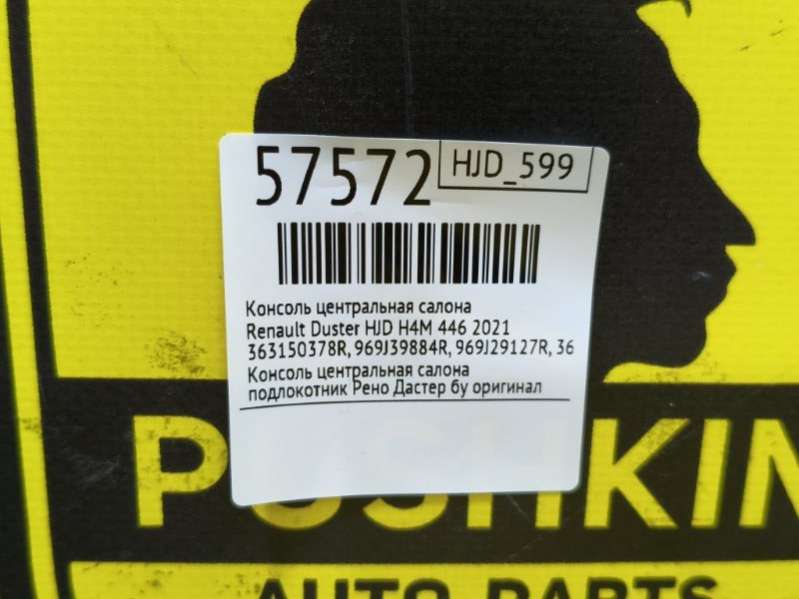 57572
HJD_599
Консоль центральная салона
Renault Duster HJD H4M 446 2021
363150378R, 969J39884R, 969J29127R, 36
Консоль центральная салона
подлокотник Рено Дастер бу оригинал
PUSHKIN
AUTO PARTS